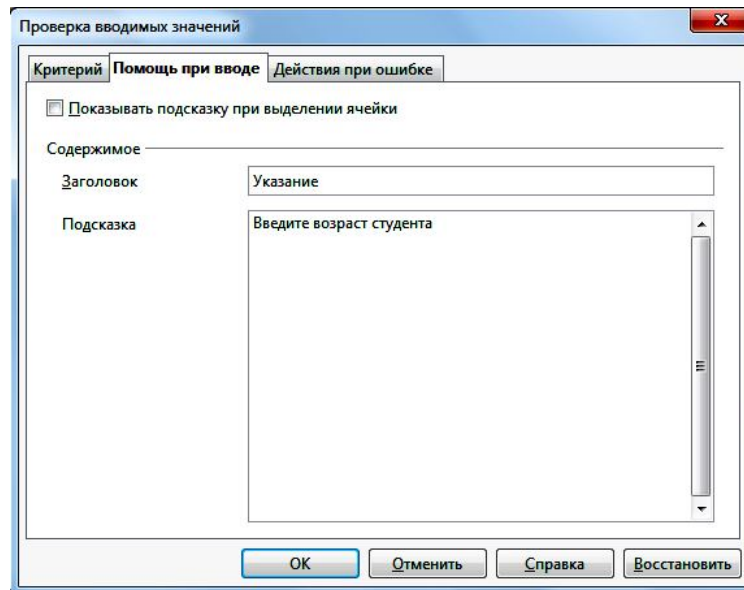 Проверка вводимых значений
Критерий Помощь при вводе Действия при ошибке
Показывать подсказку при выделении ячейки
Содержимое
Заголовок Указание
Подсказка Введите возраст студента
OK Отменить Справка Восстановить